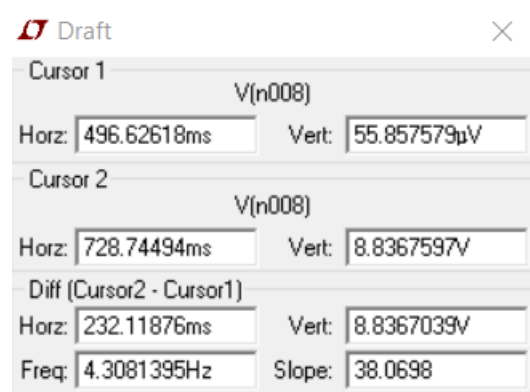 Draft
Cursor 1
V(n008)
Horz: 496.62618ms Vert: 55.857579µV
Cursor 2
V(n008)
Horz: 728.74494ms Vert: 8.8367597V
Diff (Cursor2 - Cursor1)
Horz: 232.11876ms Vert: 8.8367039V
Freq: 4.3081395Hz Slope: 38.0698